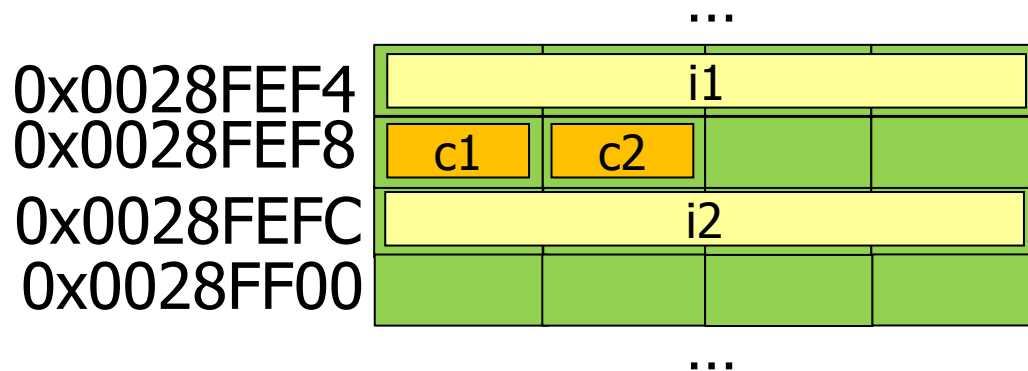 ...
0x0028FEF4 i1
0x0028FEF8 c1 c2
0x0028FEFC i2
0x0028FF00
...